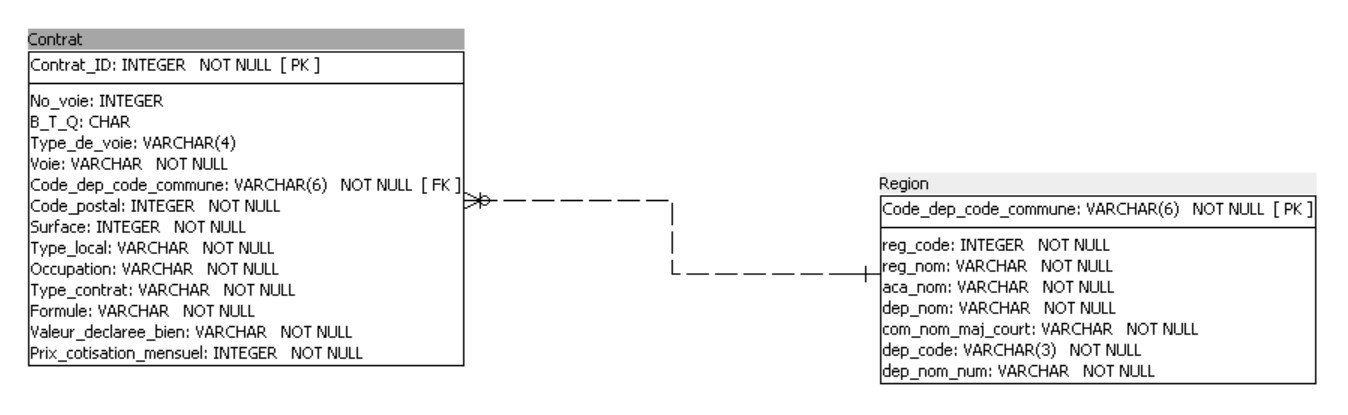 Contrat
Contrat_ID: INTEGER NOT NULL [ PK ]
No_voie: INTEGER
B_T_Q: CHAR
Type_de_voie: VARCHAR(4)
Voie: VARCHAR NOT NULL
Code_dep_code_commune: VARCHAR(6) NOT NULL [ FK ]
Code_postal: INTEGER NOT NULL
Surface: INTEGER NOT NULL
Type_local: VARCHAR NOT NULL
Occupation: VARCHAR NOT NULL
Type_contrat: VARCHAR NOT NULL
Formule: VARCHAR NOT NULL
Valeur_declaree_bien: VARCHAR NOT NULL
Prix_cotisation_mensuel: INTEGER NOT NULL
Region
Code_dep_code_commune: VARCHAR(6) NOT NULL [ PK ]
reg_code: INTEGER NOT NULL
reg_nom: VARCHAR NOT NULL
aca_nom: VARCHAR NOT NULL
dep_nom: VARCHAR NOT NULL
com_nom_maj_court: VARCHAR NOT NULL
dep_code: VARCHAR(3) NOT NULL
dep_nom_num: VARCHAR NOT NULL